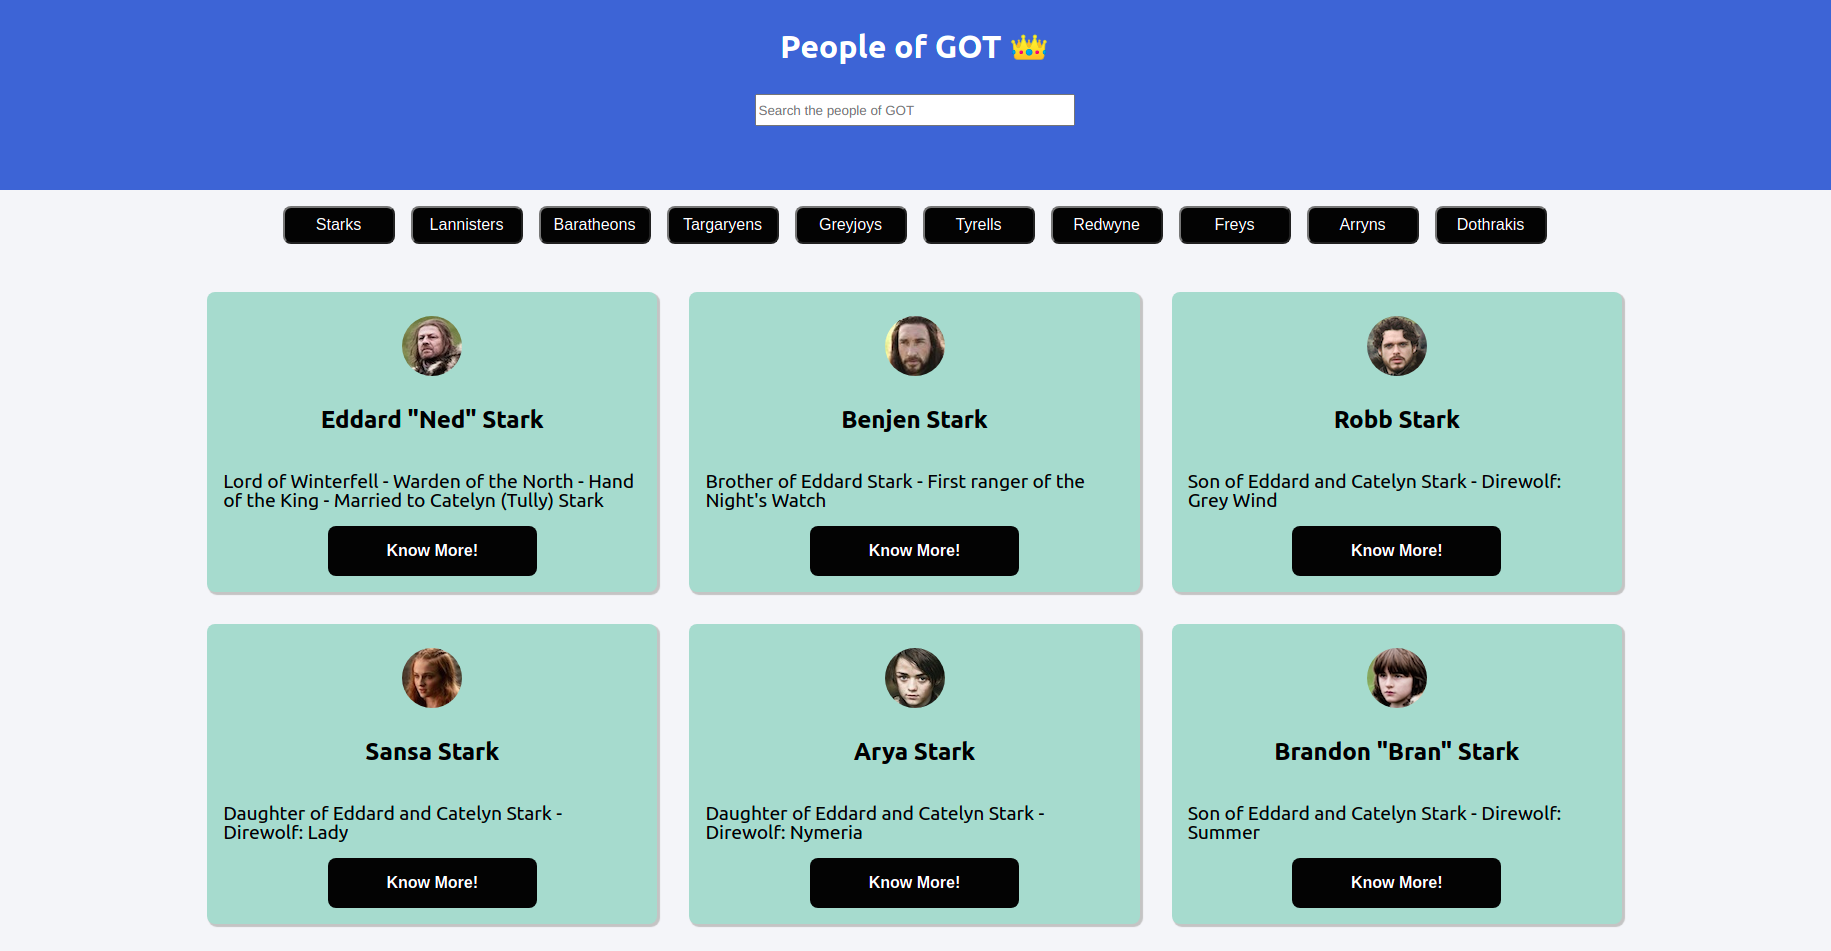 People of GOT 👑
Search the people of GOT
Starks Lannisters Baratheons Targaryens Greyjoys Tyrells Redwyne Freys Arryns Dothrakis
Eddard "Ned" Stark
Lord of Winterfell - Warden of the North - Hand
of the King - Married to Catelyn (Tully) Stark
Know More!
Benjen Stark
Brother of Eddard Stark - First ranger of the
Night's Watch
Know More!
Robb Stark
Son of Eddard and Catelyn Stark - Direwolf:
Grey Wind
Know More!
Sansa Stark
Daughter of Eddard and Catelyn Stark -
Direwolf: Lady
Know More!
Arya Stark
Daughter of Eddard and Catelyn Stark -
Direwolf: Nymeria
Know More!
Brandon "Bran" Stark
Son of Eddard and Catelyn Stark - Direwolf:
Summer
Know More!